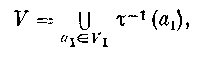 V = ⋃_{a_1 ∈ V_1} τ^{-1}(a_1),